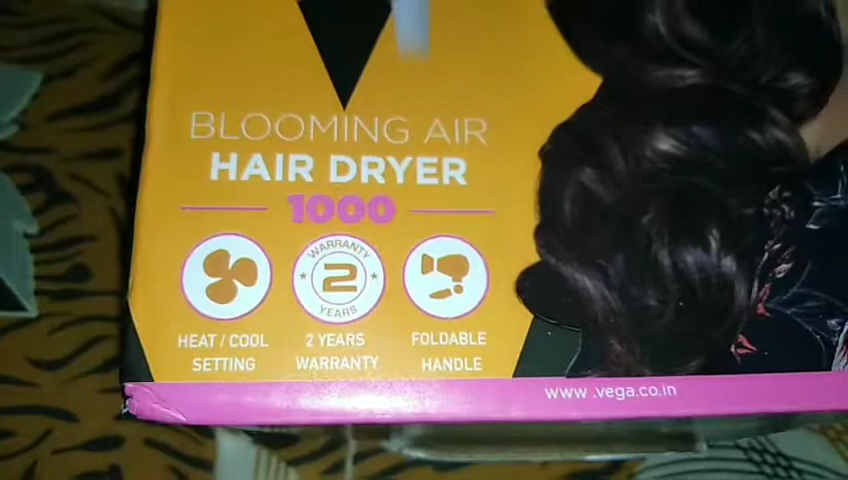 BLOOMING AIR
HAIR DRYER
1000
WARRANTY
2
YEARS
HEAT / COOL
SETTING
2 YEARS
WARRANTY
FOLDABLE
HANDLE
www.vega.co.in